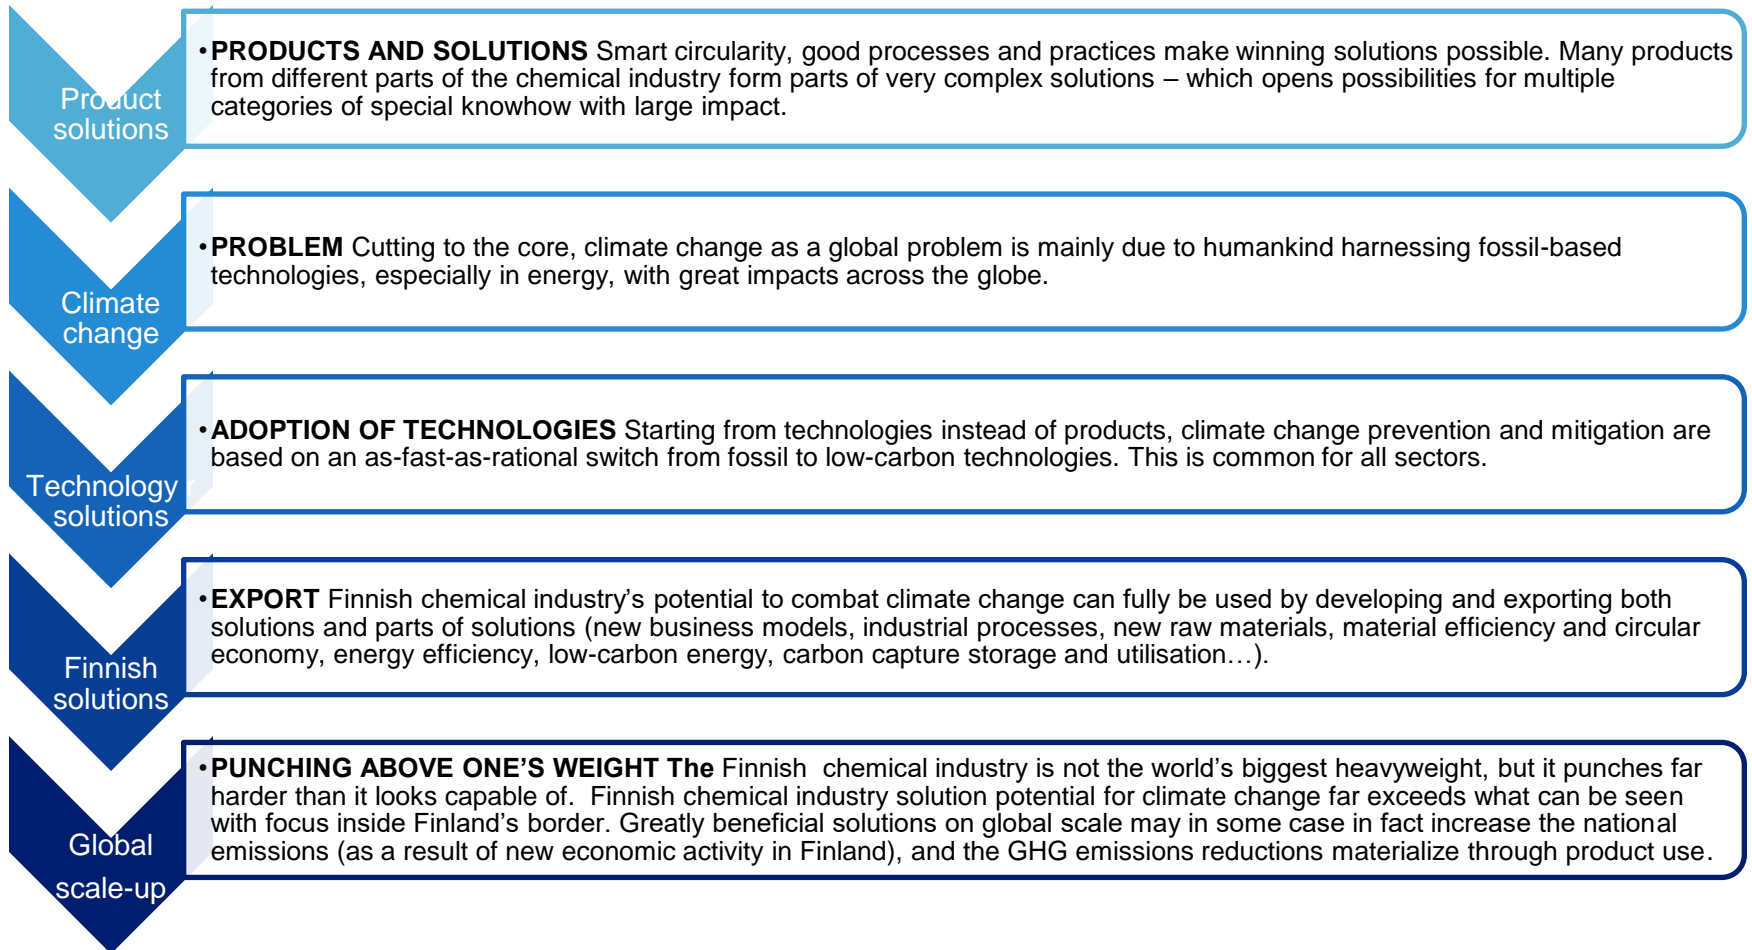 Product
solutions
•PRODUCTS AND SOLUTIONS Smart circularity, good processes and practices make winning solutions possible. Many products
from different parts of the chemical industry form parts of very complex solutions – which opens possibilities for multiple
categories of special knowhow with large impact.
Climate
change
•PROBLEM Cutting to the core, climate change as a global problem is mainly due to humankind harnessing fossil-based
technologies, especially in energy, with great impacts across the globe.
Technology r
solutions
•ADOPTION OF TECHNOLOGIES Starting from technologies instead of products, climate change prevention and mitigation are
based on an as-fast-as-rational switch from fossil to low-carbon technologies. This is common for all sectors.
Finnish
solutions
•EXPORT Finnish chemical industry’s potential to combat climate change can fully be used by developing and exporting both
solutions and parts of solutions (new business models, industrial processes, new raw materials, material efficiency and circular
economy, energy efficiency, low-carbon energy, carbon capture storage and utilisation…).
Global
scale-up
•PUNCHING ABOVE ONE’S WEIGHT The Finnish  chemical industry is not the world’s biggest heavyweight, but it punches far
harder than it looks capable of.  Finnish chemical industry solution potential for climate change far exceeds what can be seen
with focus inside Finland’s border. Greatly beneficial solutions on global scale may in some case in fact increase the national
emissions (as a result of new economic activity in Finland), and the GHG emissions reductions materialize through product use.